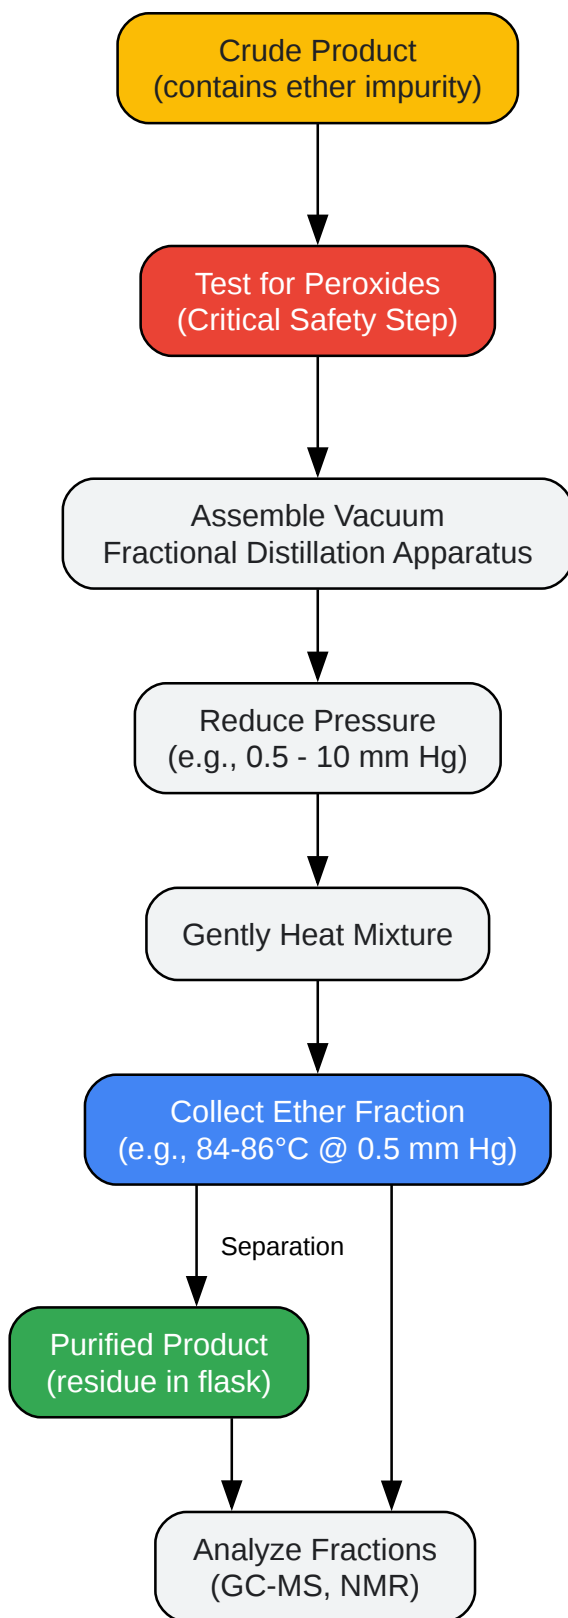 Crude Product
(contains ether impurity)
Test for Peroxides
(Critical Safety Step)
Assemble Vacuum
Fractional Distillation Apparatus
Reduce Pressure
(e.g., 0.5 - 10 mm Hg)
Gently Heat Mixture
Collect Ether Fraction
(e.g., 84-86°C @ 0.5 mm Hg)
Separation
Purified Product
(residue in flask)
Analyze Fractions
(GC-MS, NMR)